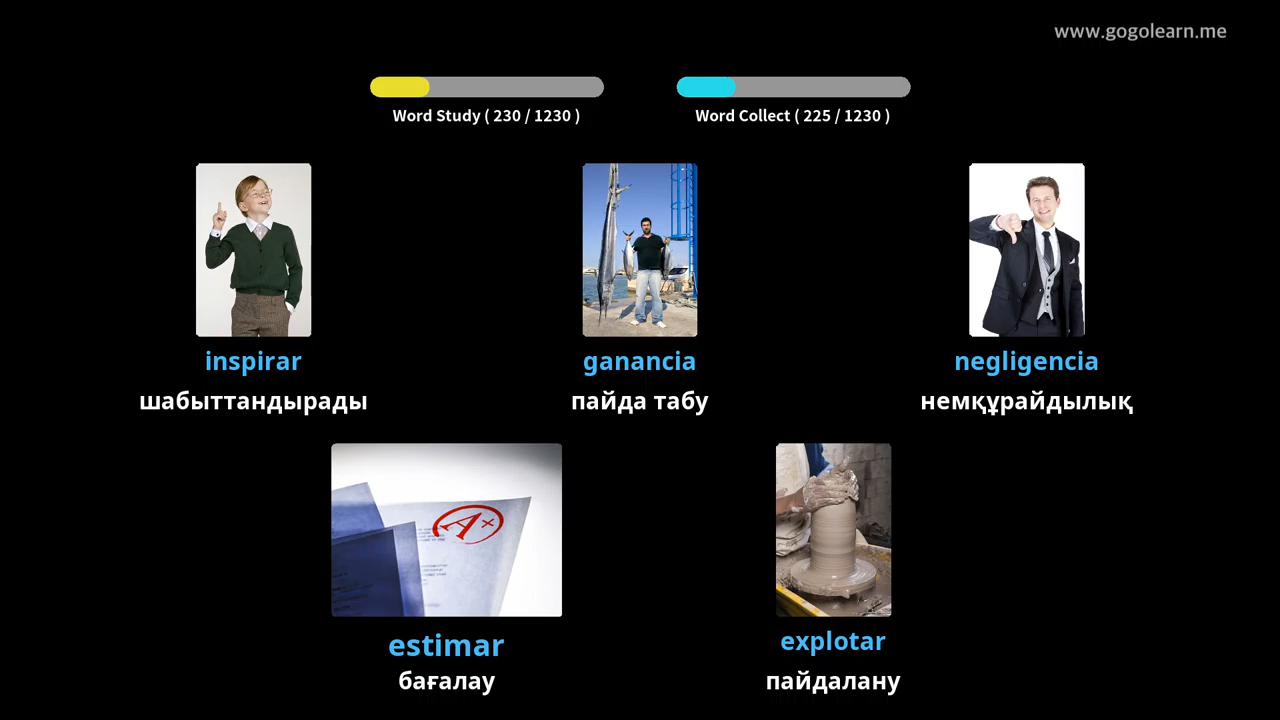 www.gogolearn.me
Word Study ( 230 / 1230 )
Word Collect ( 225 / 1230 )
inspirar
ganancia
negligencia
шабыттандырады
пайда табу
немқұрайдылық
A+
estimar
explotar
бағалау
пайдалану